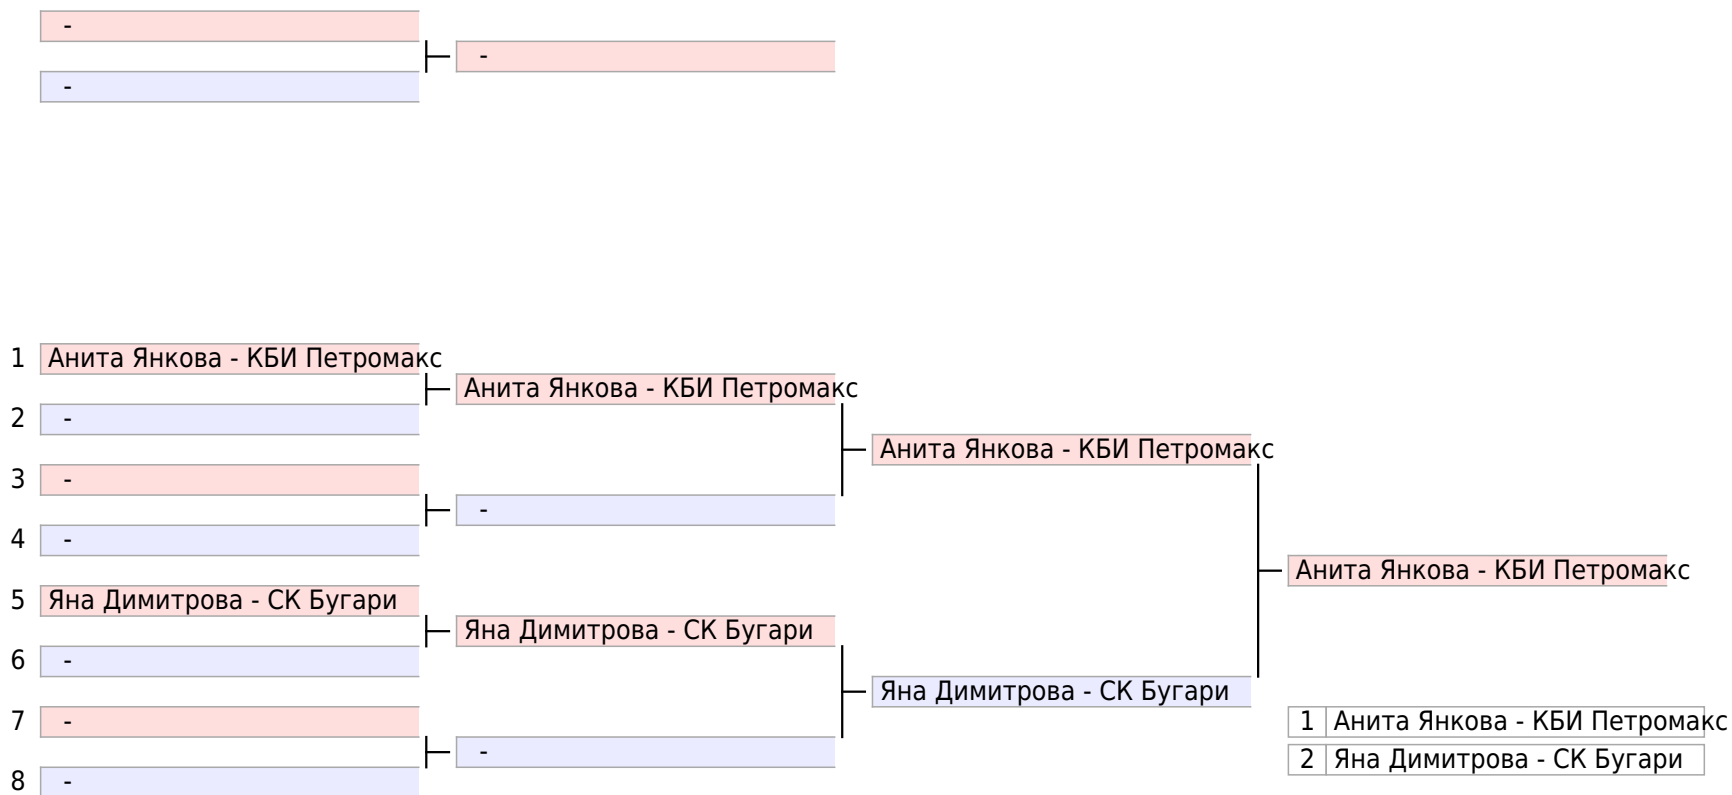 -
-
-
1 Анита Янкова - КБИ Петромакс
Анита Янкова - КБИ Петромакс
2 -
Анита Янкова - КБИ Петромакс
3 -
-
4 -
Анита Янкова - КБИ Петромакс
5 Яна Димитрова - СК Бугари
Яна Димитрова - СК Бугари
6 -
Яна Димитрова - СК Бугари
7 -
1 Анита Янкова - КБИ Петромакс
-
2 Яна Димитрова - СК Бугари
8 -